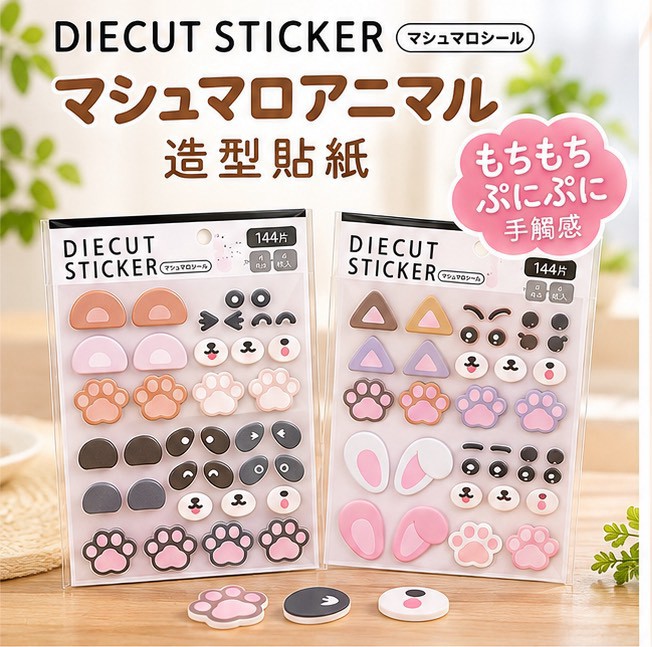 DIECUT STICKER マシュマロシール
マシュマロアニマル
造型貼紙
もちもち
ぷにぷに
手觸感
DIECUT
STICKER マシュマロシール
144片
DIECUT
STICKER マシュマロシール
144片